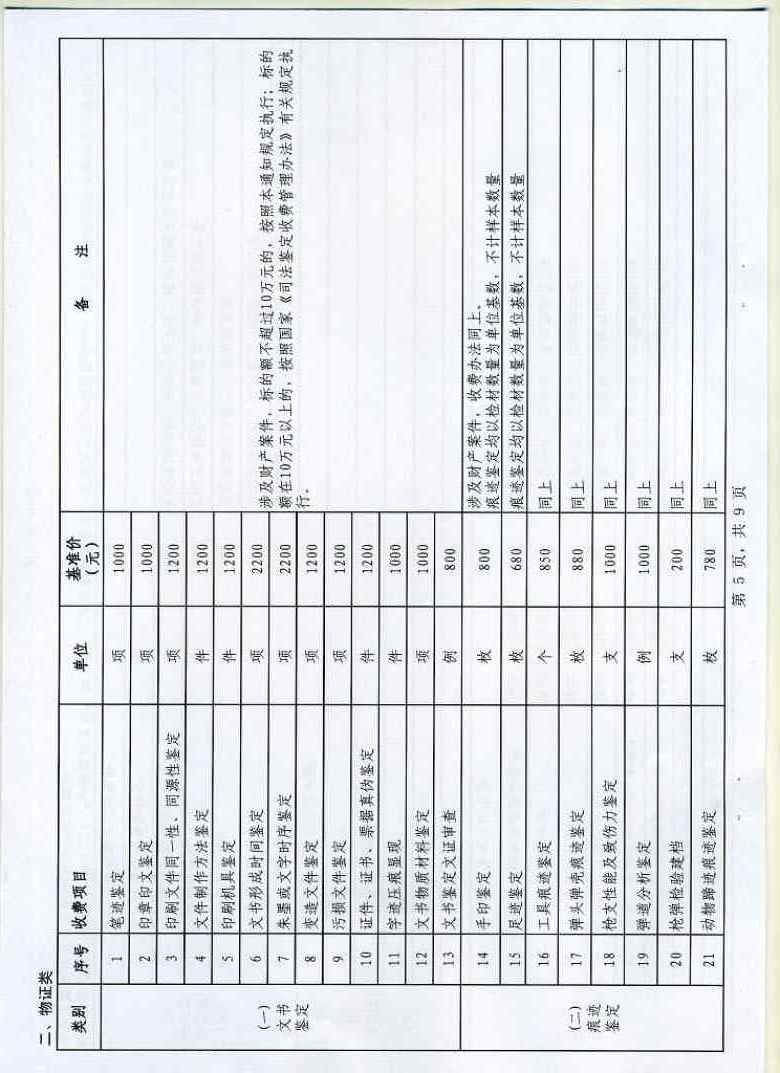 二、物证类
类别 序号 收费项目 单位 基准价（元） 备 注
（一）文书鉴定
1 笔迹鉴定 项 1000
2 印章印文鉴定 项 1000
3 印刷文件同一性、同源性鉴定 项 1200
4 文件制作方法鉴定 件 1200
5 印刷机具鉴定 件 1200
6 文书形成时间鉴定 项 2200
7 朱墨或文字时序鉴定 项 2200
8 变造文件鉴定 项 1200
9 污损文件鉴定 项 1200
10 证件、证书、票据真伪鉴定 件 1200
11 字迹压痕显现 件 1000
12 文书物质材料鉴定 项 1000
13 文书鉴定文证审查 例 800
涉及财产案件，标的额不超过10万元的，按照本通知规定执行；标的
额在10万元以上的，按照国家《司法鉴定收费管理办法》有关规定执
行。
（二）痕迹鉴定
14 手印鉴定 枚 800 涉及财产案件，收费办法同上。
痕迹鉴定均以检材数量为单位基数，不计样本数量
15 足迹鉴定 枚 680 痕迹鉴定均以检材数量为单位基数，不计样本数量
16 工具痕迹鉴定 个 850 同上
17 弹头弹壳痕迹鉴定 枚 880 同上
18 枪支性能及致伤力鉴定 支 1000 同上
19 弹道分析鉴定 例 1000 同上
20 枪弹检验建档 支 200 同上
21 动物蹄迹痕迹鉴定 枚 780 同上
第 5 页，共 9 页